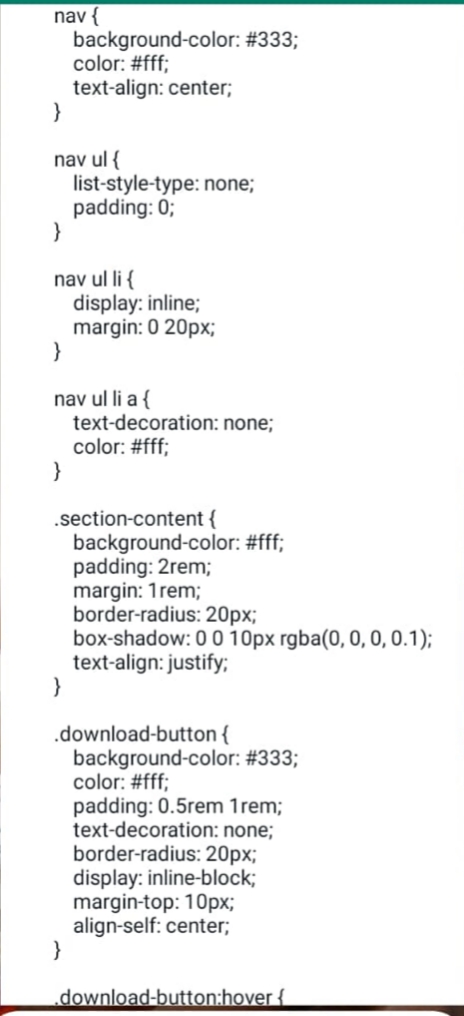 nav {
background-color: #333;
color: #fff;
text-align: center;
}
nav ul {
list-style-type: none;
padding: 0;
}
nav ul li {
display: inline;
margin: 0 20px;
}
nav ul li a {
text-decoration: none;
color: #fff;
}
.section-content {
background-color: #fff;
padding: 2rem;
margin: 1rem;
border-radius: 20px;
box-shadow: 0 0 10px rgba(0, 0, 0, 0.1);
text-align: justify;
}
.download-button {
background-color: #333;
color: #fff;
padding: 0.5rem 1rem;
text-decoration: none;
border-radius: 20px;
display: inline-block;
margin-top: 10px;
align-self: center;
}
.download-button:hover {